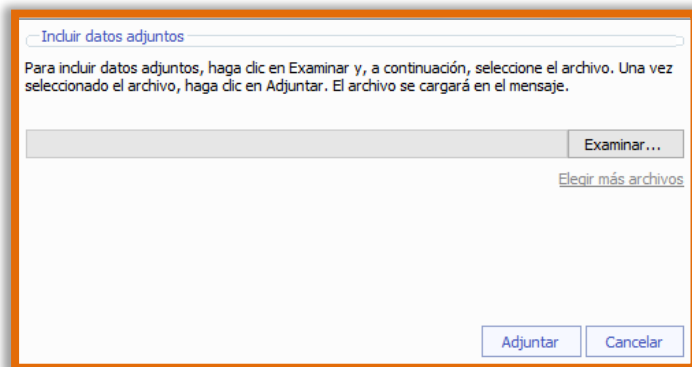 Incluir datos adjuntos
Para incluir datos adjuntos, haga clic en Examinar y, a continuación, seleccione el archivo. Una vez
seleccionado el archivo, haga clic en Adjuntar. El archivo se cargará en el mensaje.
Examinar...
Elegir más archivos
Adjuntar Cancelar